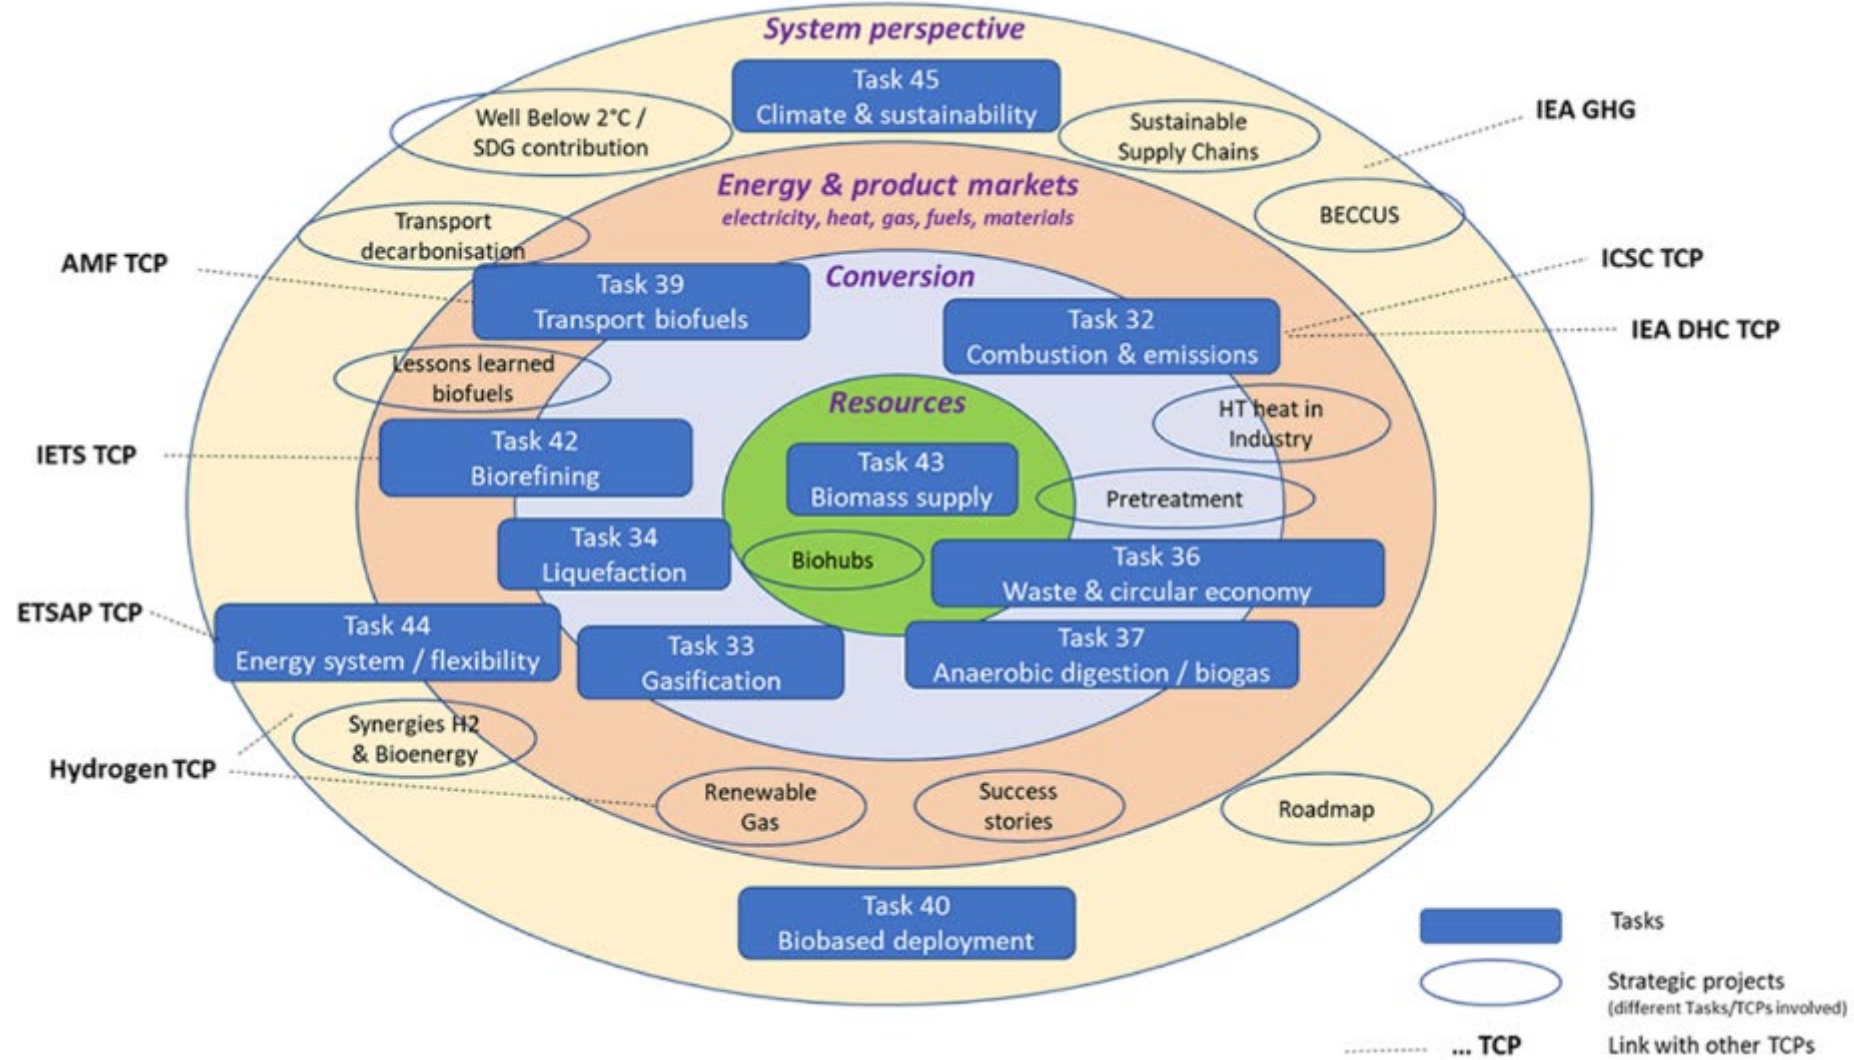 System perspective
Task 45
Climate & sustainability
Well Below 2°C /
SDG contribution
Sustainable
Supply Chains
IEA GHG
Energy & product markets
electricity, heat, gas, fuels, materials
BECCUS
Transport
decarbonisation
AMF TCP
ICSC TCP
Conversion
Task 39
Transport biofuels
Task 32
Combustion & emissions
IEA DHC TCP
Lessons learned
biofuels
Resources
HT heat in
Industry
IETS TCP
Task 42
Biorefining
Task 43
Biomass supply
Pretreatment
Task 34
Liquefaction
Biohubs
Task 36
Waste & circular economy
ETSAP TCP
Task 44
Energy system / flexibility
Task 33
Gasification
Task 37
Anaerobic digestion / biogas
Synergies H2
& Bioenergy
Hydrogen TCP
Renewable
Gas
Success
stories
Roadmap
Task 40
Biobased deployment
Tasks
Strategic projects
(different Tasks/TCPs involved)
... TCP
Link with other TCPs